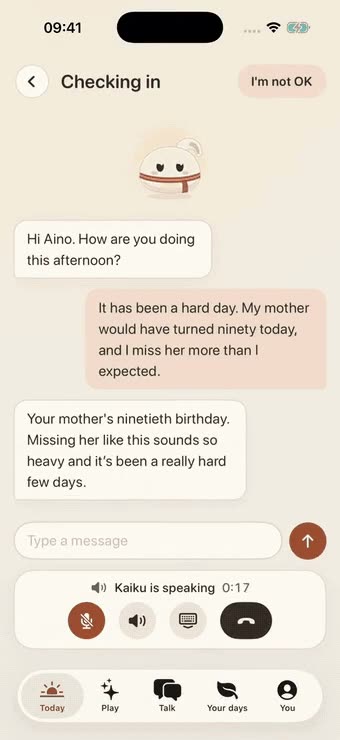 09:41
Checking in
I'm not OK
Hi Aino. How are you doing
this afternoon?
It has been a hard day. My mother
would have turned ninety today,
and I miss her more than I
expected.
Your mother's ninetieth birthday.
Missing her like this sounds so
heavy and it’s been a really hard
few days.
Type a message
Kaiku is speaking 0:17
Today Play Talk Your days You